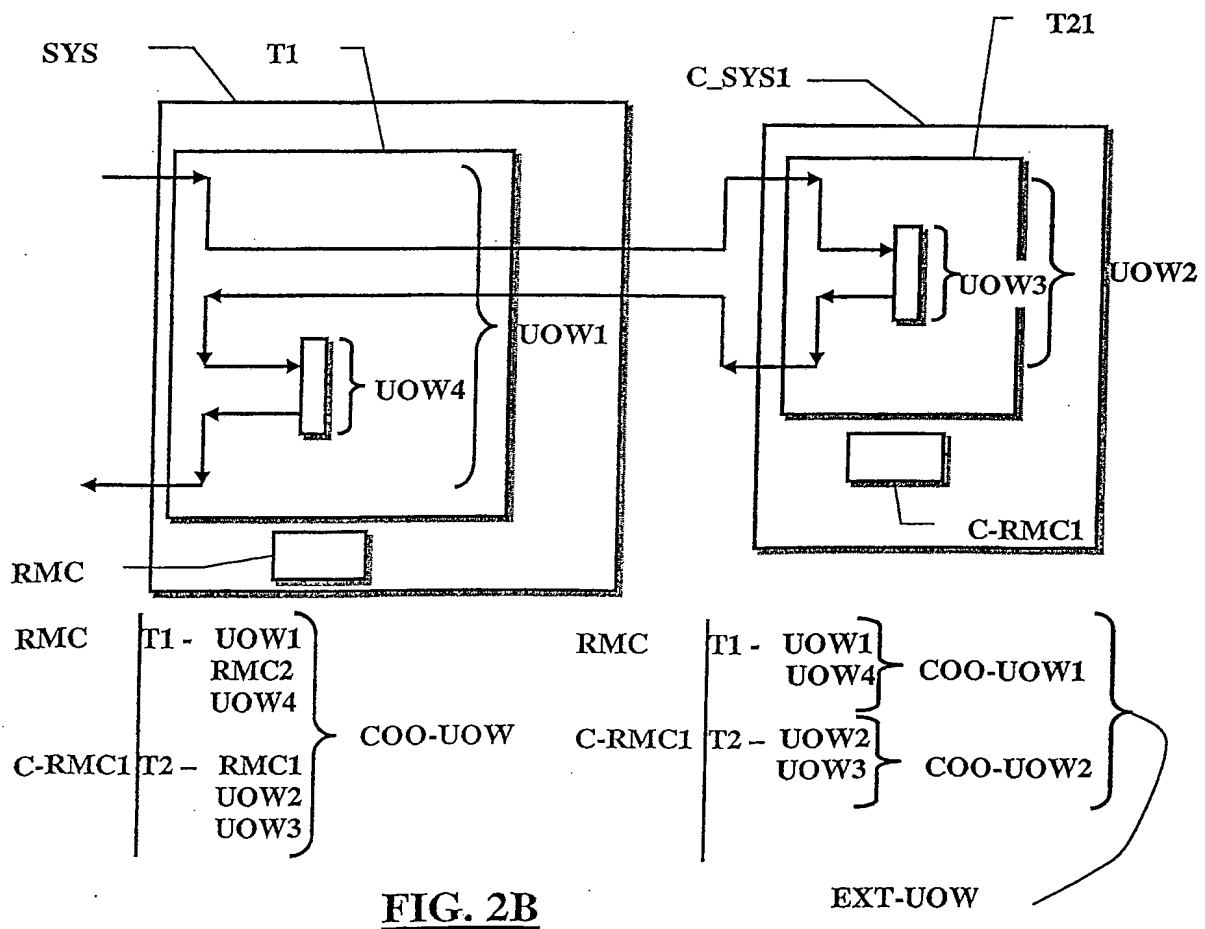 SYS
T1
T21
C_SYS1
UOW1
UOW4
UOW3
UOW2
RMC
C-RMC1
RMC T1 - UOW1
RMC2
UOW4
COO-UOW
C-RMC1 T2 – RMC1
UOW2
UOW3
RMC T1 - UOW1
UOW4
COO-UOW1
C-RMC1 T2 – UOW2
UOW3
COO-UOW2
EXT-UOW
FIG. 2B